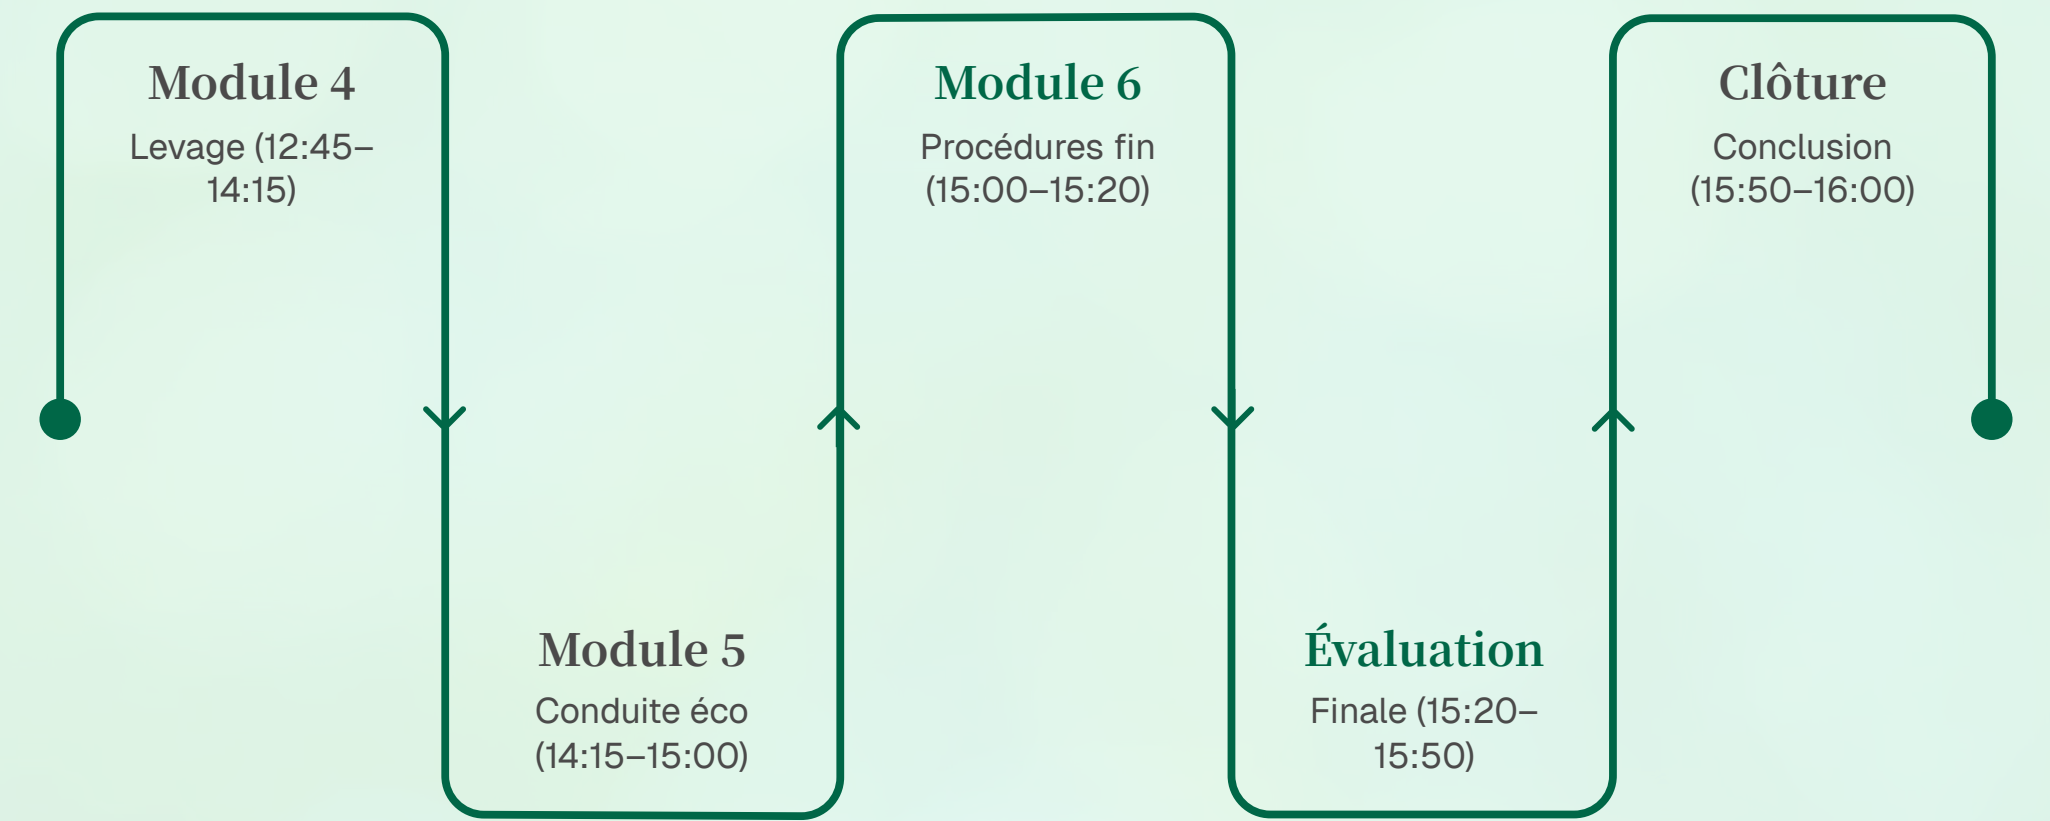 Module 4
Levage (12:45–
14:15)
Module 5
Conduite éco
(14:15–15:00)
Module 6
Procédures fin
(15:00–15:20)
Évaluation
Finale (15:20–
15:50)
Clôture
Conclusion
(15:50–16:00)